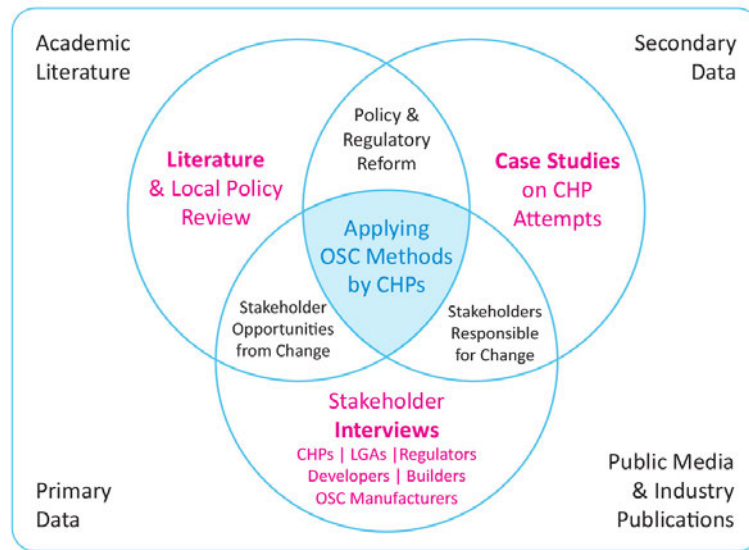 Academic
Literature
Secondary
Data
Policy &
Regulatory
Reform
Literature
& Local Policy
Review
Case Studies
on CHP
Attempts
Applying
OSC Methods
by CHPs
Stakeholder
Opportunities
from Change
Stakeholders
Responsible
for Change
Stakeholder
Interviews
CHPs | LGAs |Regulators
Developers | Builders
OSC Manufacturers
Primary
Data
Public Media
& Industry
Publications